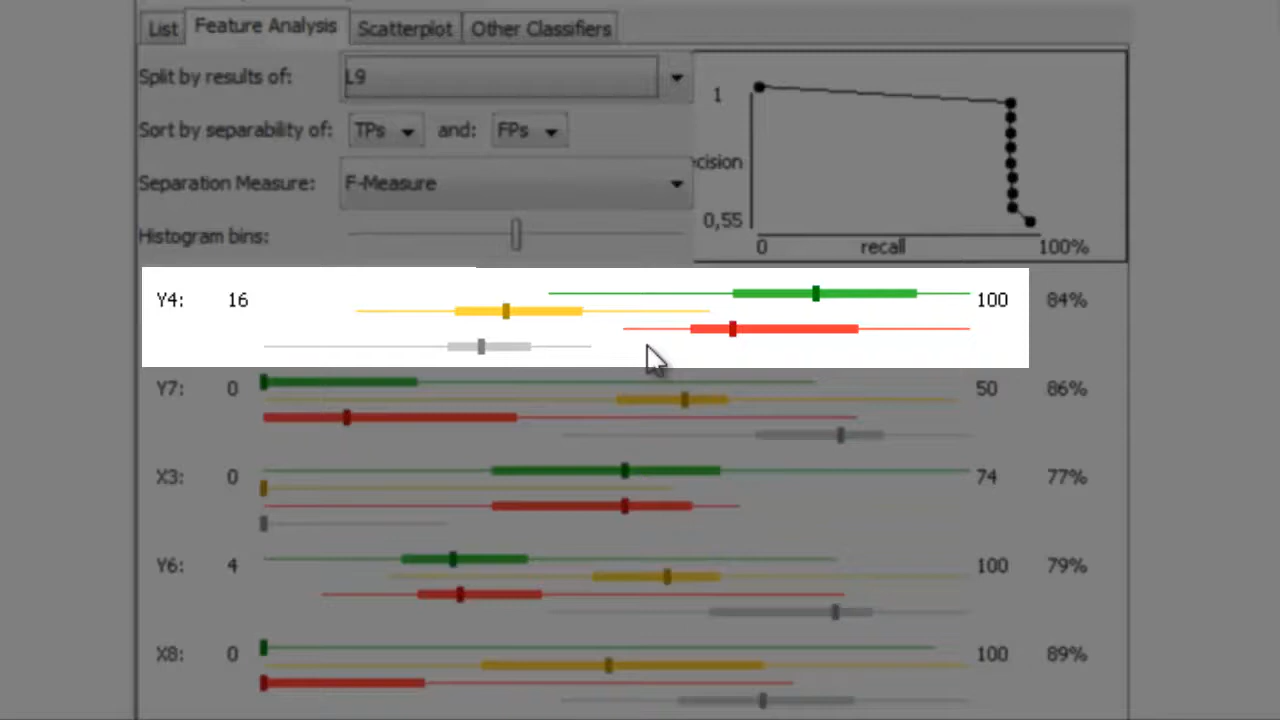 List Feature Analysis Scatterplot Other Classifiers
Split by results of: L9
1
Sort by separability of: TPs and: FPs
cision
Separation Measure: F-Measure
0,55
Histogram bins:
0 recall 100%
Y4: 16 100 84%
Y7: 0 50 86%
X3: 0 74 77%
Y6: 4 100 79%
X8: 0 100 89%